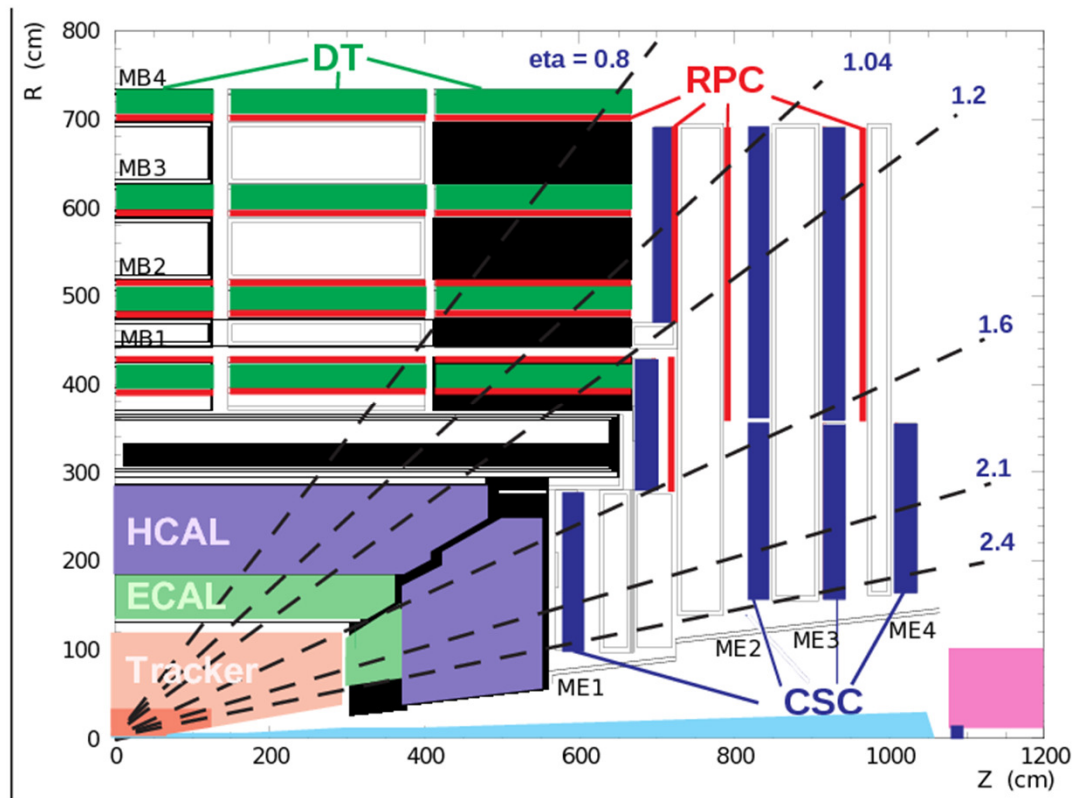 800
700
600
500
400
300
200
100
0
R (cm)
MB4
MB3
MB2
MB1
DT
eta = 0.8
RPC
1.04
1.2
1.6
2.1
2.4
HCAL
ECAL
Tracker
ME1
ME2
ME3
ME4
CSC
0
200
400
600
800
1000
1200
Z (cm)